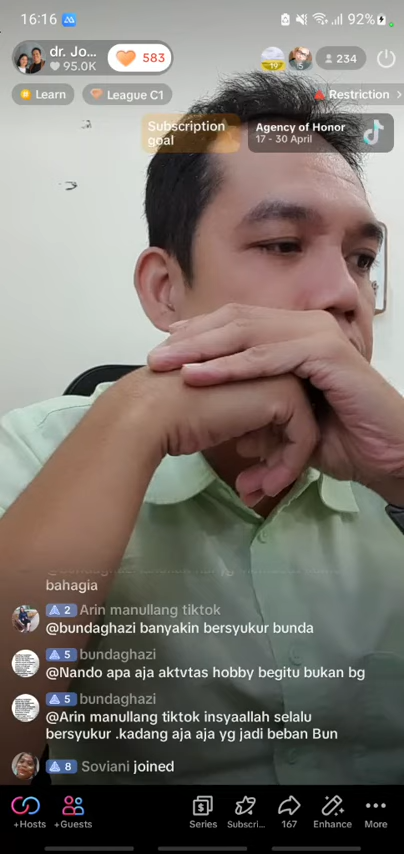 16:16
92%
dr. Jo...
95.0K
583
19
5
234
Learn
League C1
Restriction
Subscription
goal
Agency of Honor
17 - 30 April
bahagia
2 Arin manullang tiktok
@bundaghazi banyakin bersyukur bunda
5 bundaghazi
@Nando apa aja aktvtas hobby begitu bukan bg
5 bundaghazi
@Arin manullang tiktok insyaallah selalu
bersyukur .kadang aja aja yg jadi beban Bun
8 Soviani joined
+Hosts
+Guests
Series
Subscri...
167
Enhance
More